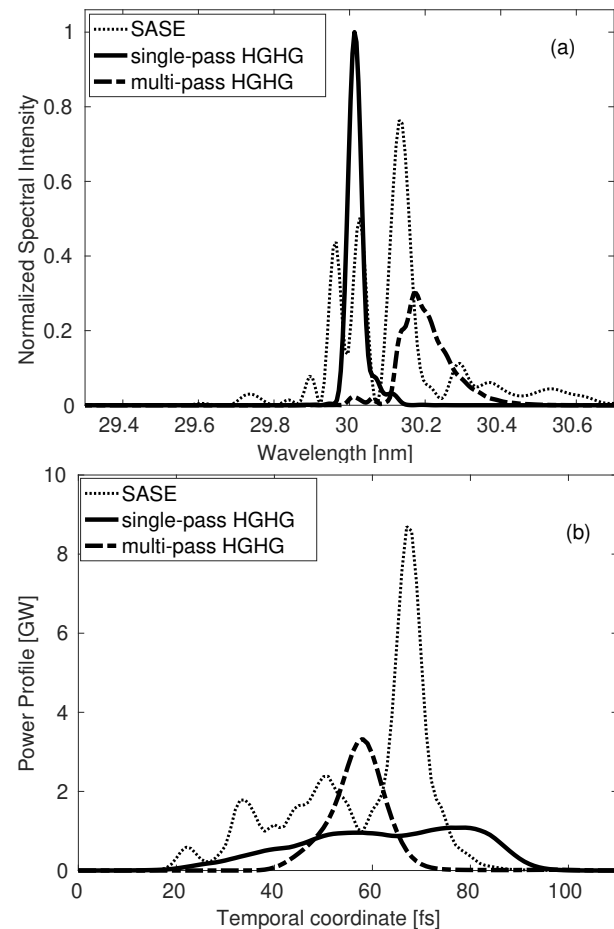 1
0.8
0.6
0.4
0.2
0
Normalized Spectral Intensity
SASE
single-pass HGHG
multi-pass HGHG
(a)
29.4 29.6 29.8 30.0 30.2 30.4 30.6
Wavelength [nm]
10
8
6
4
2
0
Power Profile [GW]
SASE
single-pass HGHG
multi-pass HGHG
(b)
0 20 40 60 80 100
Temporal coordinate [fs]